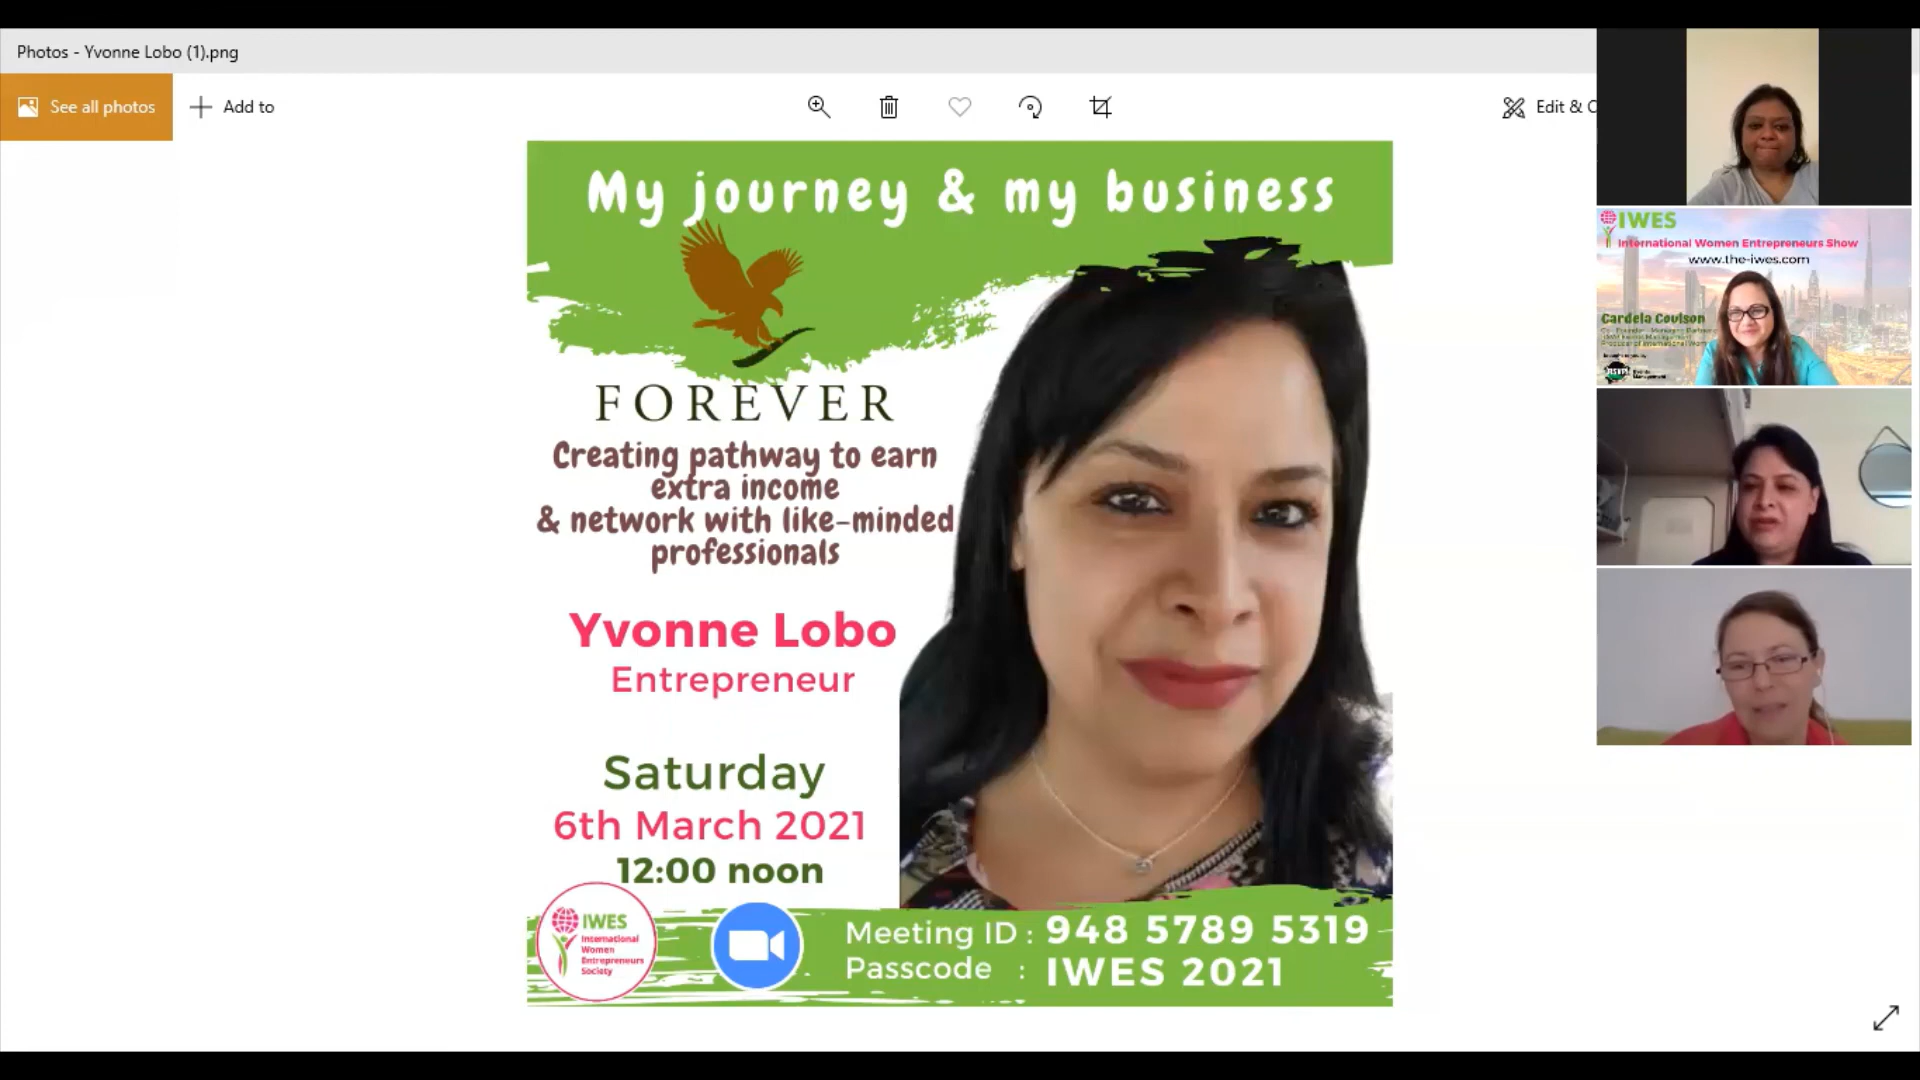 Photos - Yvonne Lobo (1).png
See all photos
Add to
Edit & C
My journey & my business
FOREVER
Creating pathway to earn
extra income
& network with like-minded
professionals
Yvonne Lobo
Entrepreneur
Saturday
6th March 2021
12:00 noon
IWES
International
Women
Entrepreneurs
Society
Meeting ID : 948 5789 5319
Passcode : IWES 2021
IWES
International Women Entrepreneurs Show
www.the-iwes.com
Cardela Coulson